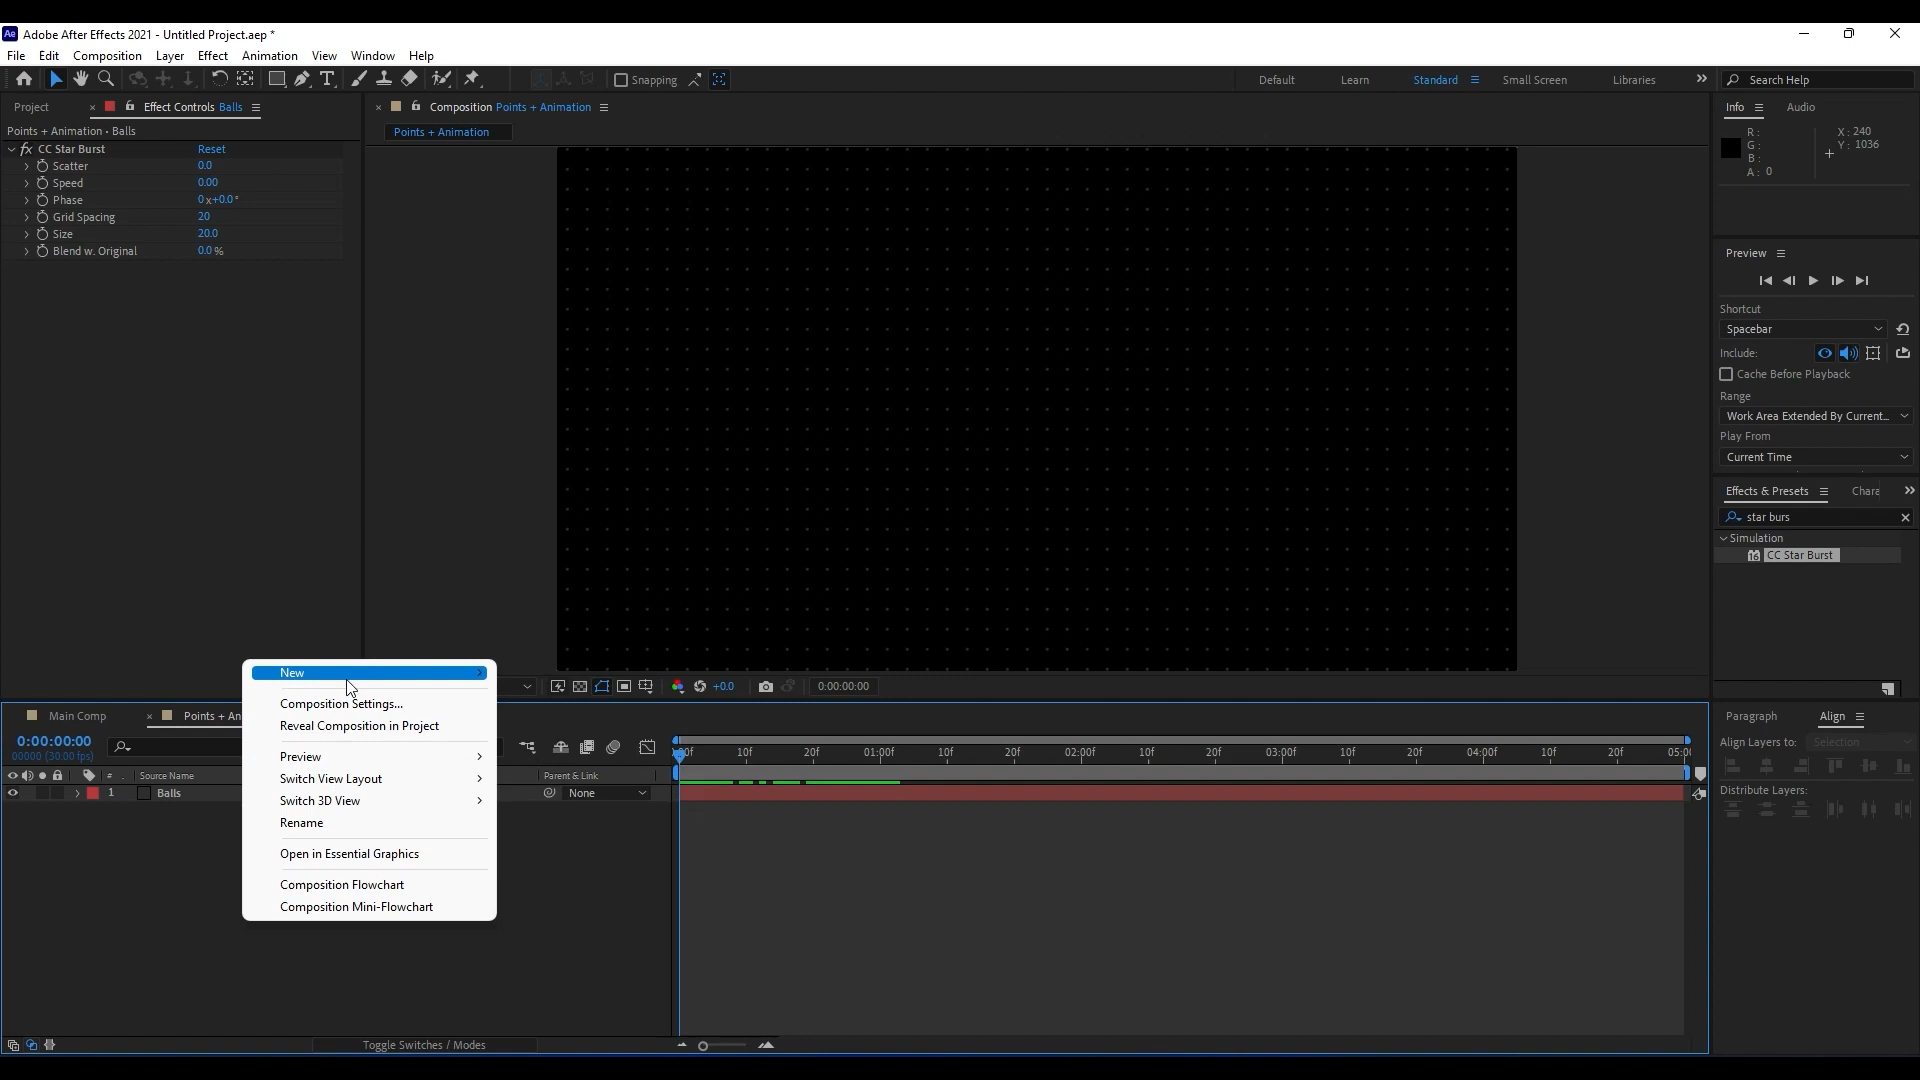 Ae Adobe After Effects 2021 - Untitled Project.aep *
File Edit Composition Layer Effect Animation View Window Help
Snapping Default Learn Standard Small Screen Libraries Search Help
Project Effect Controls Balls
Composition Points + Animation
Info Audio
Points + Animation • Balls
Points + Animation
R:
G:
B:
A: 0
X: 240
Y: 1036
fx CC Star Burst Reset
Scatter 0.0
Speed 0.00
Phase 0x+0.0°
Grid Spacing 20
Size 20.0
Blend w. Original 0.0 %
Preview
Shortcut
Spacebar
Include:
Cache Before Playback
Range
Work Area Extended By Current...
Play From
Current Time
Effects & Presets Chara
star burs
Simulation
CC Star Burst
New
Composition Settings...
Reveal Composition in Project
Preview
Switch View Layout
Switch 3D View
Rename
Open in Essential Graphics
Composition Flowchart
Composition Mini-Flowchart
+0.0 0:00:00:00
Main Comp Points + An
0:00:00:00
00000 (30.00 fps)
# Source Name Parent & Link
1 Balls None
10f 20f 01:00f 10f 20f 02:00f 10f 20f 03:00f 10f 20f 04:00f 10f 20f 05:0
Toggle Switches / Modes
Paragraph Align
Align Layers to: Selection
Distribute Layers: